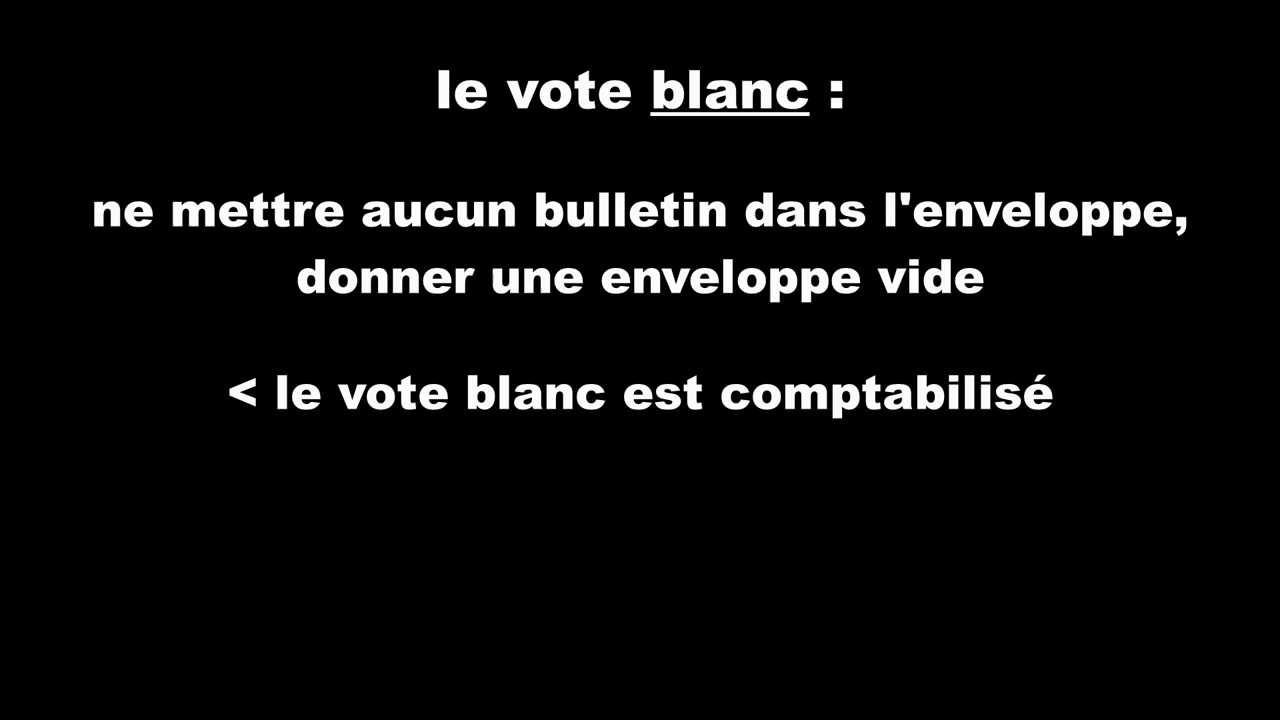 le vote blanc :
ne mettre aucun bulletin dans l'enveloppe,
donner une enveloppe vide
< le vote blanc est comptabilisé